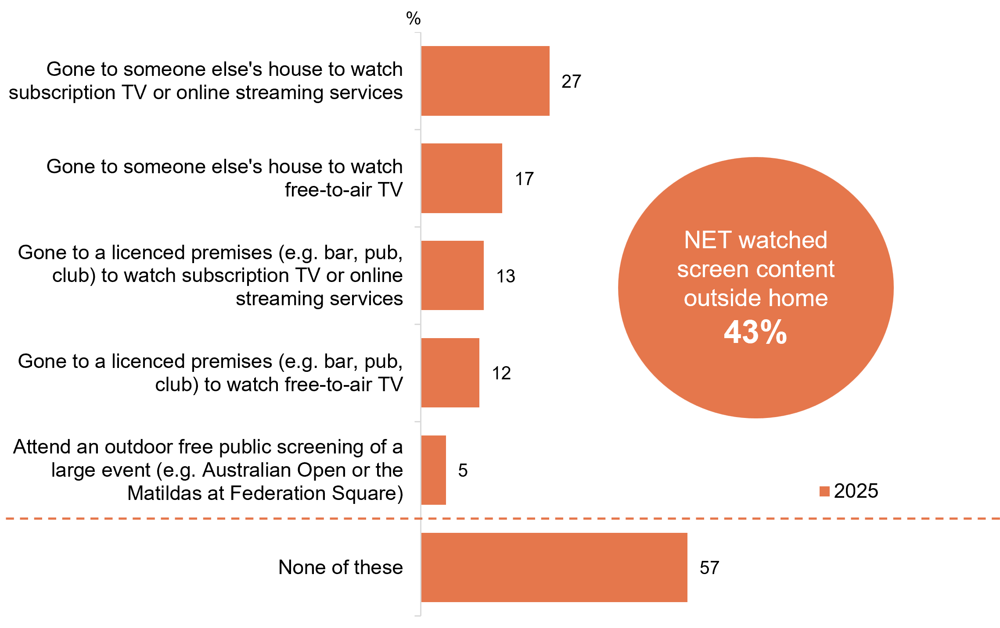 %
Gone to someone else's house to watch
subscription TV or online streaming services
27
Gone to someone else's house to watch
free-to-air TV
17
Gone to a licenced premises (e.g. bar, pub,
club) to watch subscription TV or online
streaming services
13
Gone to a licenced premises (e.g. bar, pub,
club) to watch free-to-air TV
12
Attend an outdoor free public screening of a
large event (e.g. Australian Open or the
Matildas at Federation Square)
5
None of these
57
NET watched
screen content
outside home
43%
2025